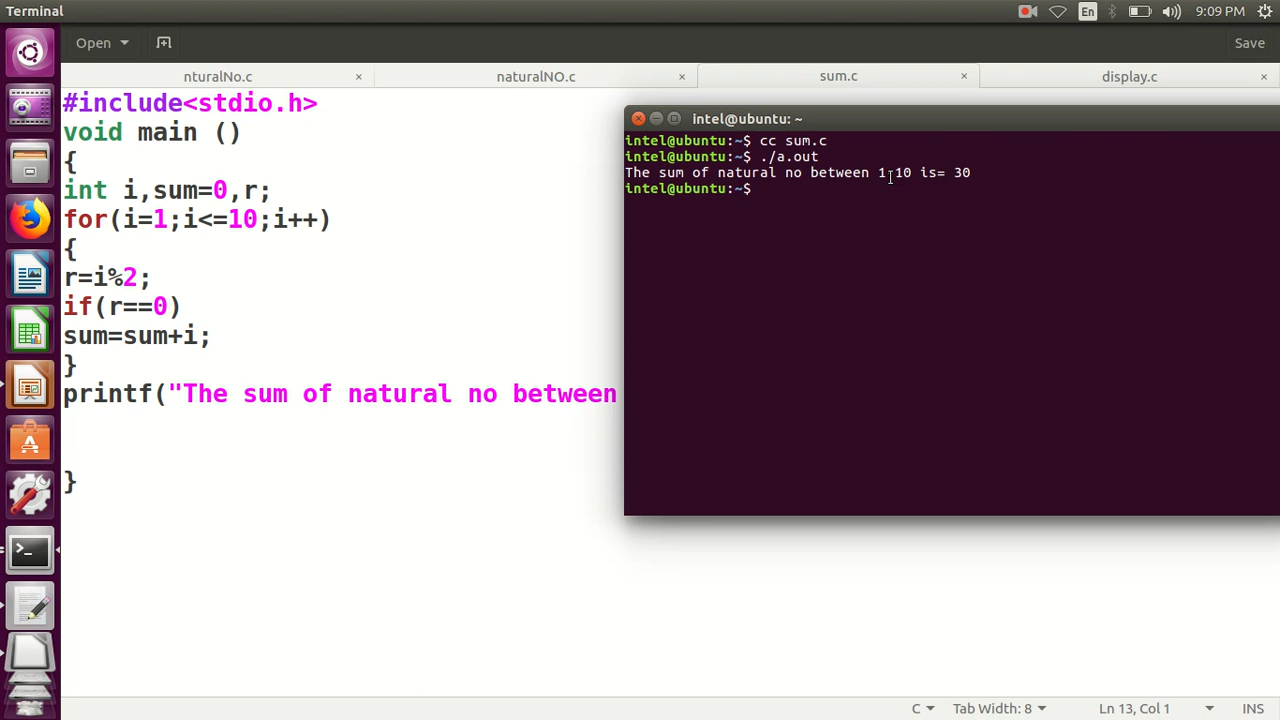 Terminal
En
9:09 PM
Open
Save
nturalNo.c
naturalNO.c
sum.c
display.c
#include<stdio.h>
void main ()
{
int i,sum=0,r;
for(i=1;i<=10;i++)
{
r=i%2;
if(r==0)
sum=sum+i;
}
printf("The sum of natural no between
}
intel@ubuntu: ~
intel@ubuntu:~$ cc sum.c
intel@ubuntu:~$ ./a.out
The sum of natural no between 1 10 is= 30
intel@ubuntu:~$
C
Tab Width: 8
Ln 13, Col 1
INS